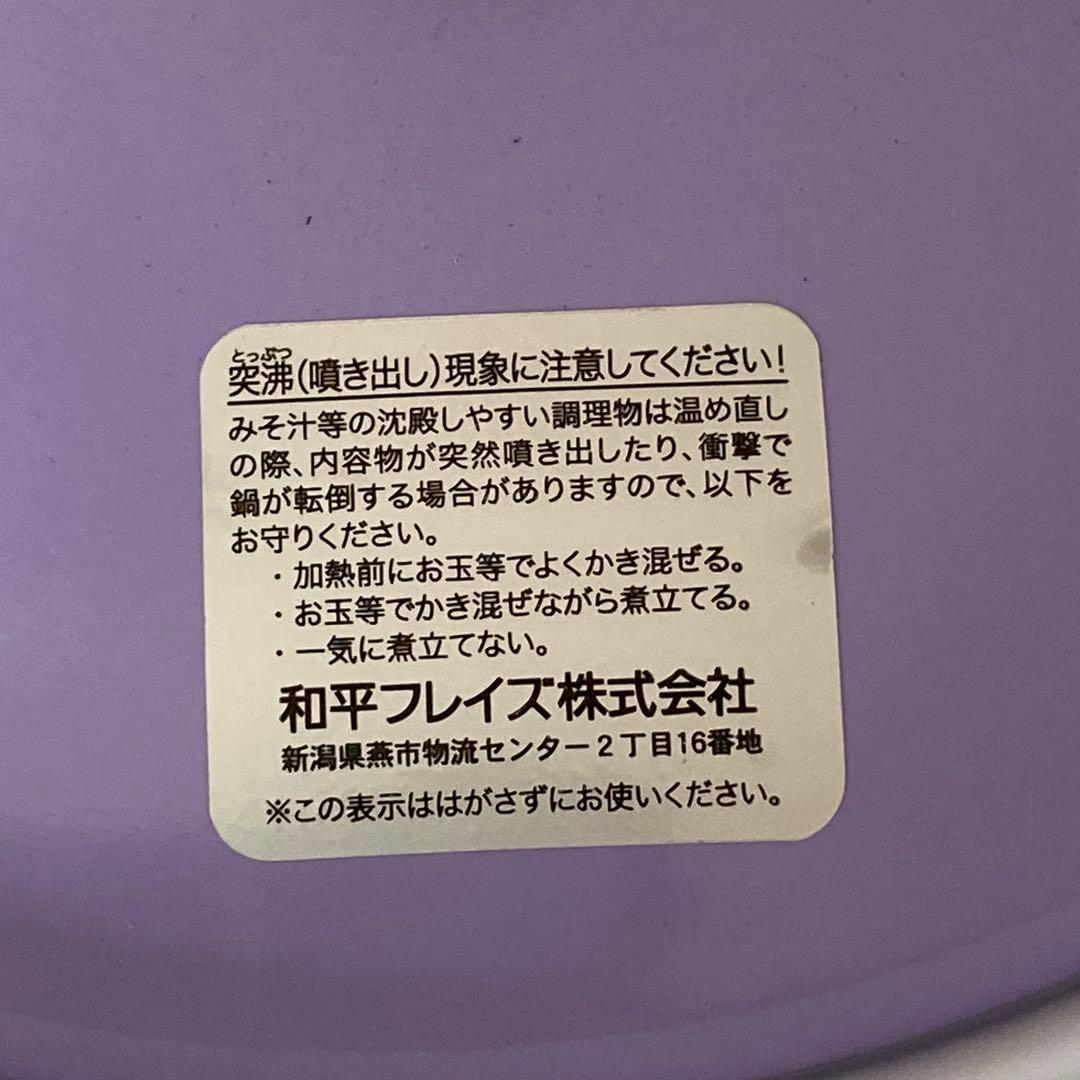 とっぷつ
突沸(噴き出し)現象に注意してください!
みそ汁等の沈殿しやすい調理物は温め直し
の際、内容物が突然噴き出したり、衝撃で
鍋が転倒する場合がありますので、以下を
お守りください。
・加熱前にお玉等でよくかき混ぜる。
・お玉等でかき混ぜながら煮立てる。
・一気に煮立てない。
和平フレイズ株式会社
新潟県燕市物流センター2丁目16番地
※この表示ははがさずにお使いください。